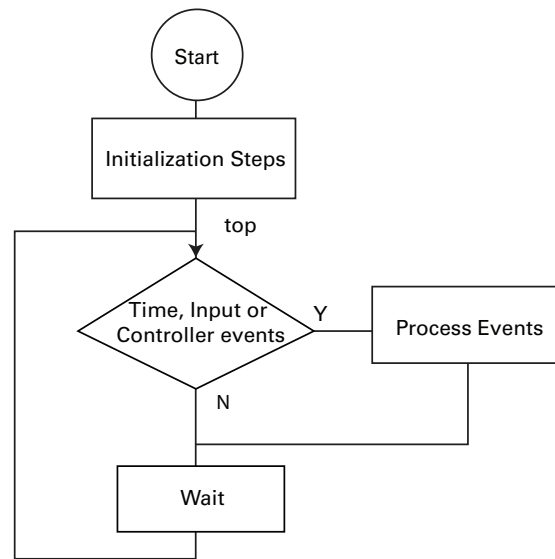 Start
Initialization Steps
top
Time, Input or
Controller events
Y
Process Events
N
Wait